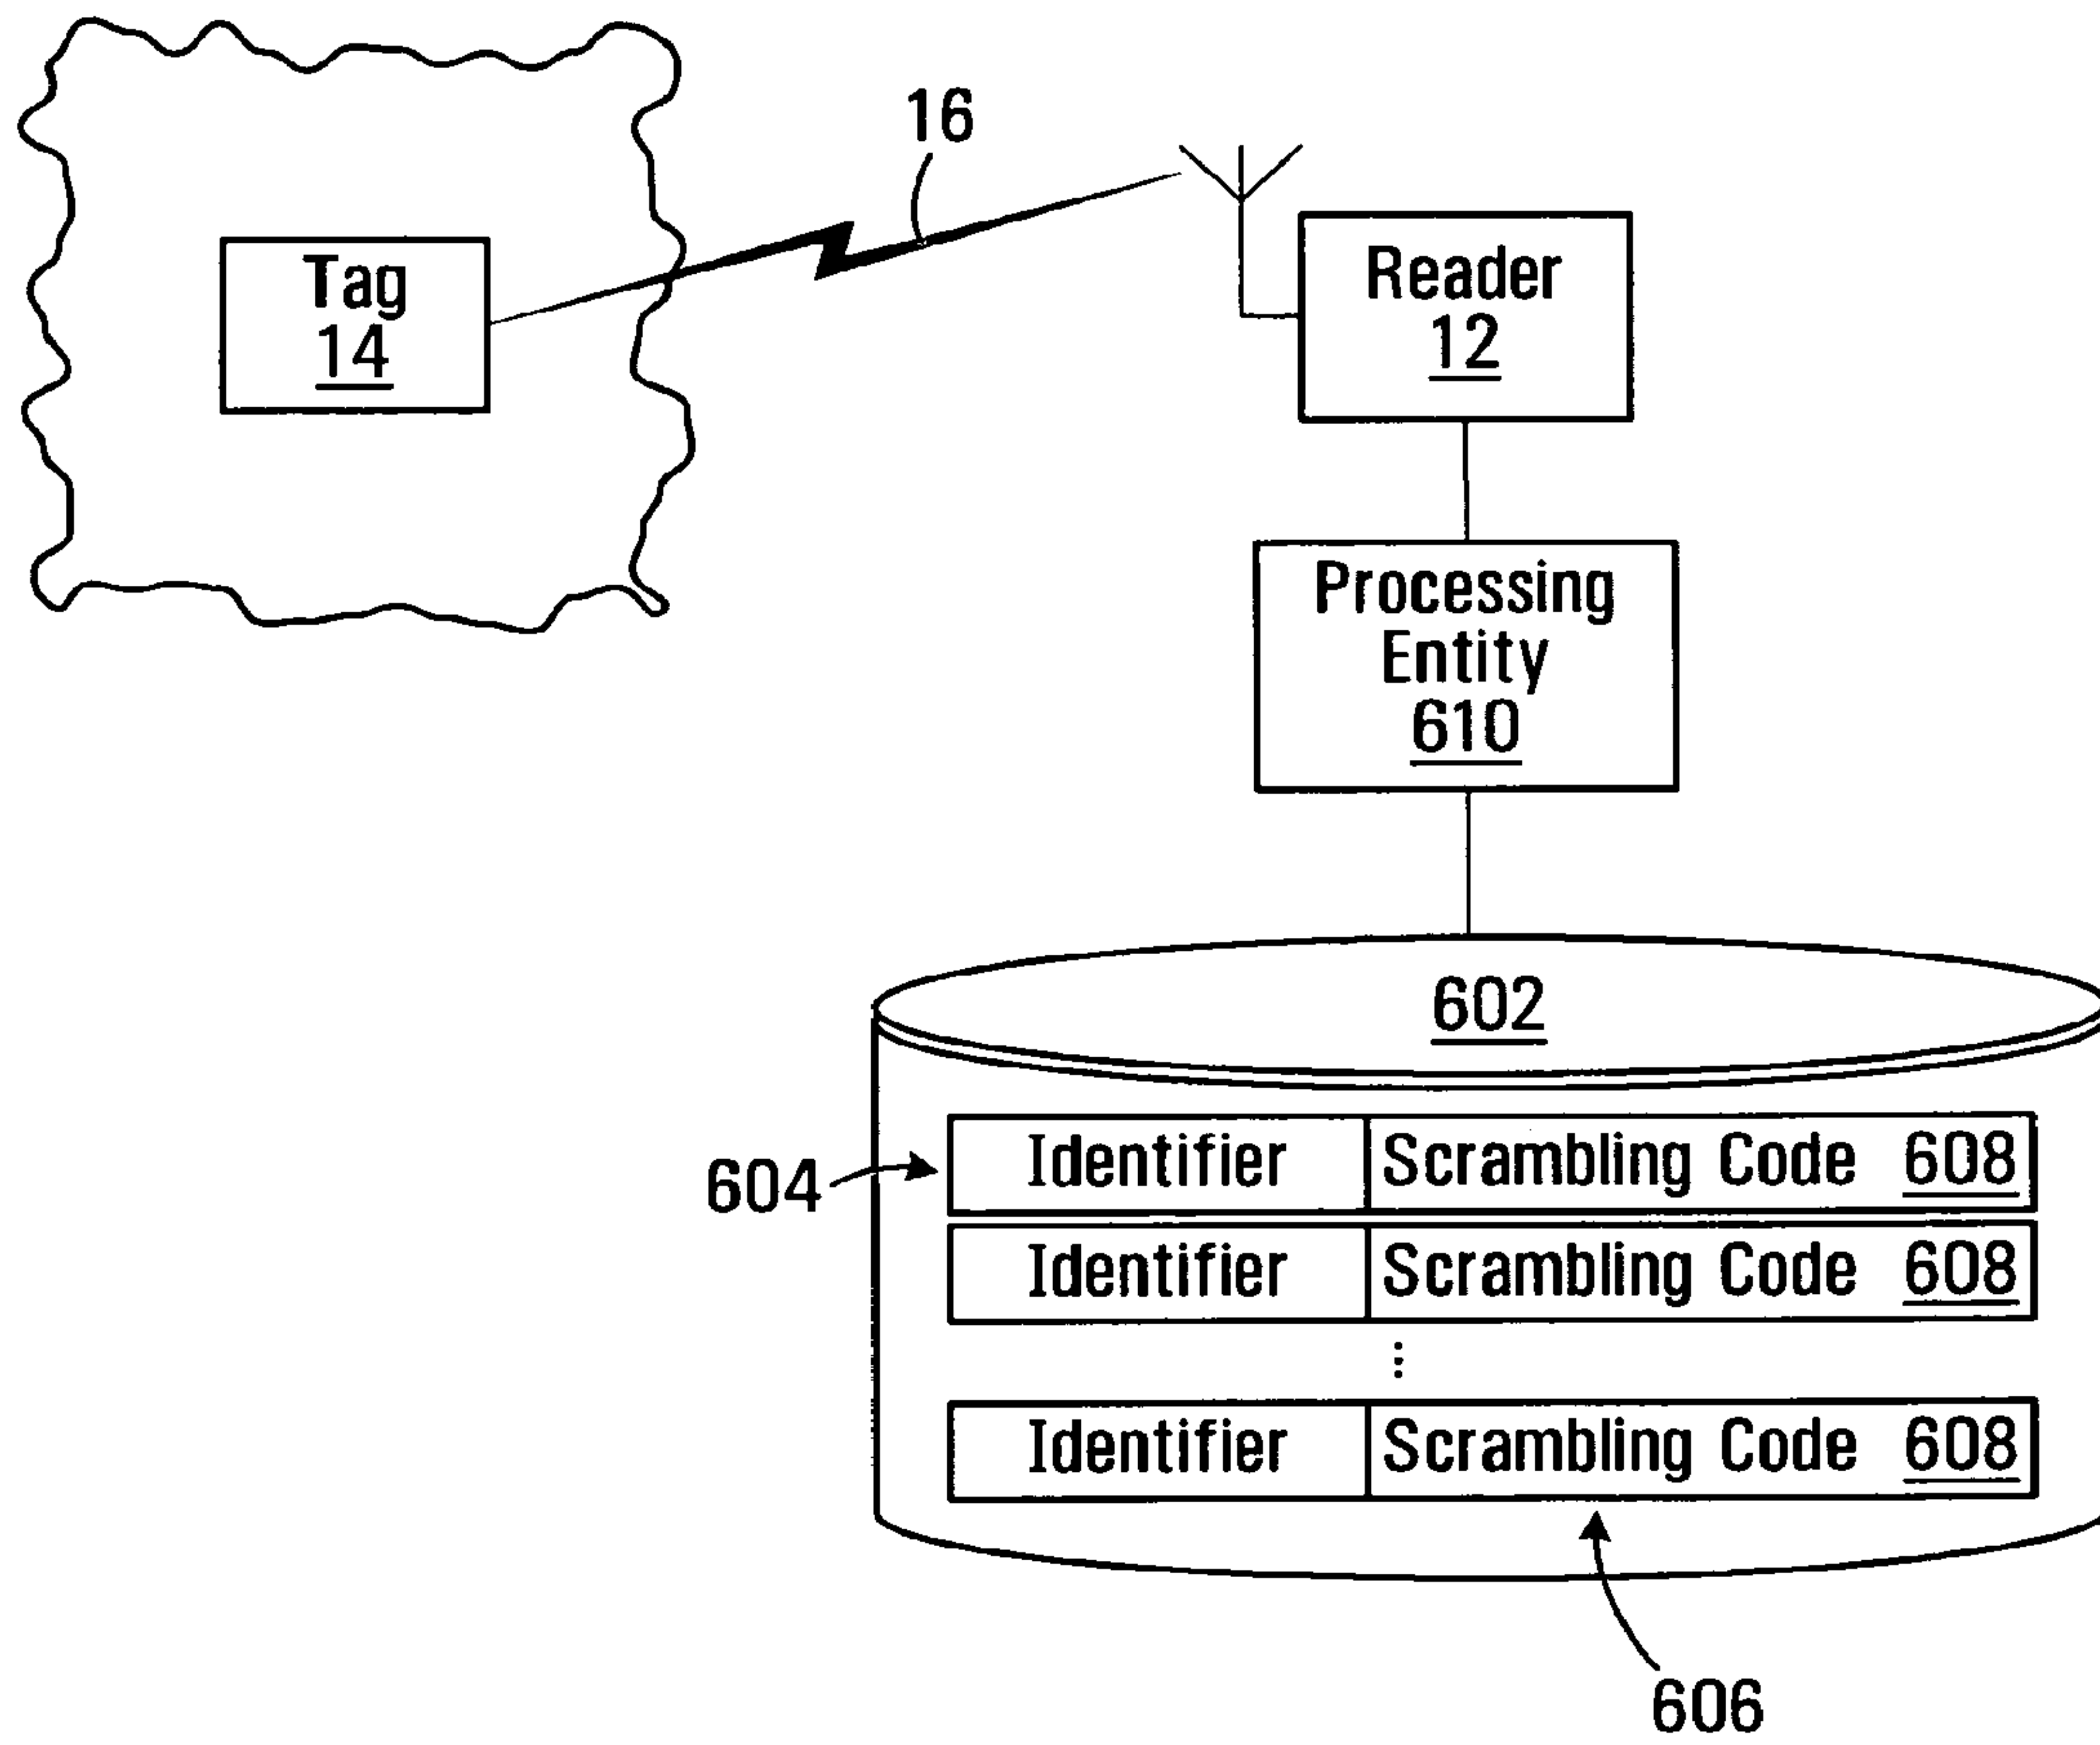 16
Tag
14
Reader
12
Processing
Entity
610
602
604
Identifier Scrambling Code 608
Identifier Scrambling Code 608
Identifier Scrambling Code 608
606